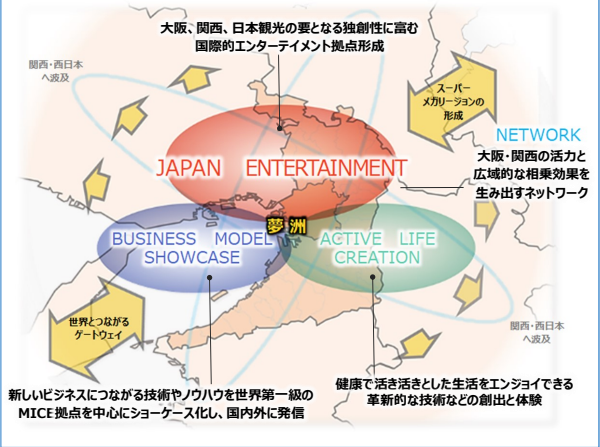 大阪、関西、日本観光の要となる独創性に富む
国際的エンターテイメント拠点形成
関西・西日本
へ波及
スーパー
メガリージョンの
形成
NETWORK
大阪・関西の活力と
広域的な相乗効果を
生み出すネットワーク
JAPAN ENTERTAINMENT
夢洲
BUSINESS MODEL
SHOWCASE
ACTIVE LIFE
CREATION
世界とつながる
ゲートウェイ
関西・西日本
へ波及
新しいビジネスにつながる技術やノウハウを世界第一級の
MICE拠点を中心にショーケース化し、国内外に発信
健康で活き活きとした生活をエンジョイできる
革新的な技術などの創出と体験